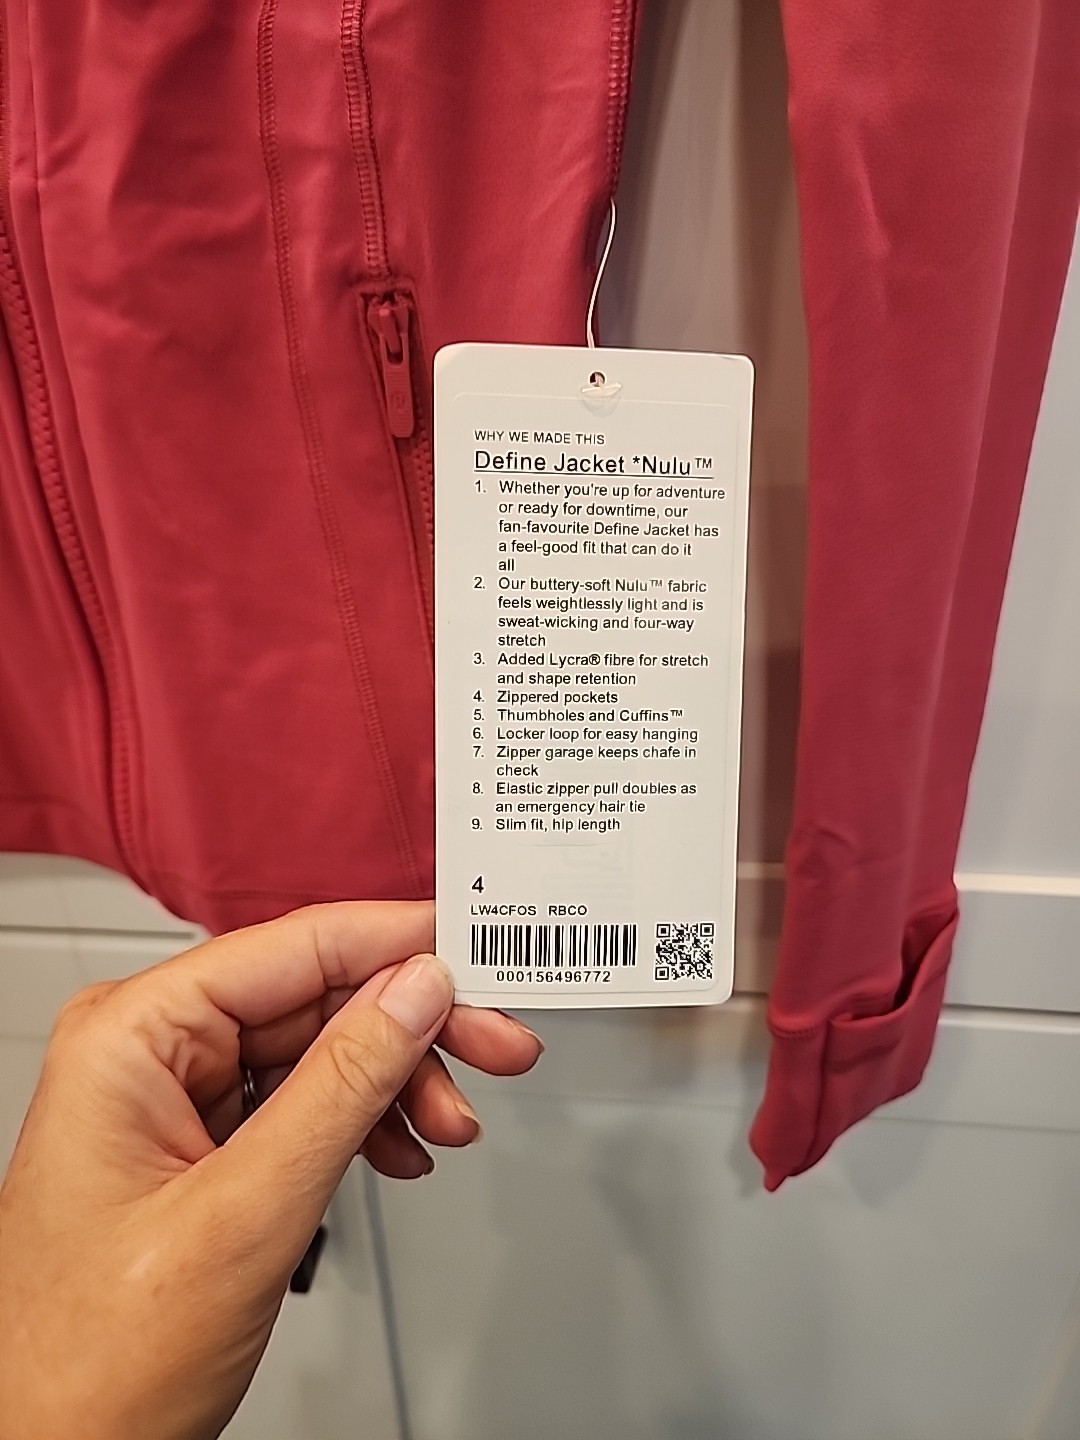 WHY WE MADE THIS
Define Jacket *Nulu™
1. Whether you're up for adventure
or ready for downtime, our
fan-favourite Define Jacket has
a feel-good fit that can do it
all
2. Our buttery-soft Nulu™ fabric
feels weightlessly light and is
sweat-wicking and four-way
stretch
3. Added Lycra® fibre for stretch
and shape retention
4. Zippered pockets
5. Thumbholes and Cuffins™
6. Locker loop for easy hanging
7. Zipper garage keeps chafe in
check
8. Elastic zipper pull doubles as
an emergency hair tie
9. Slim fit, hip length
4
LW4CFOS RBCO
000156496772